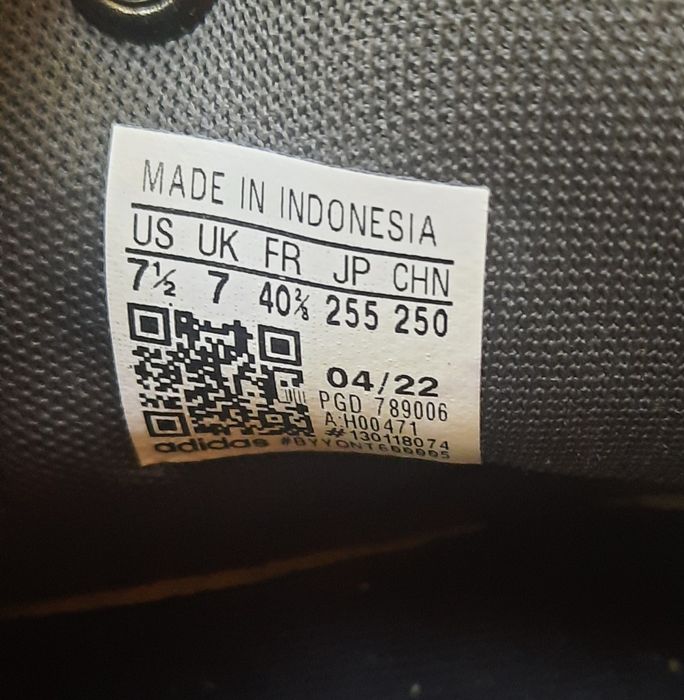 MADE IN INDONESIA
US UK FR JP CHN
7½ 7 40⅔ 255 250
04/22
PGD 789006
A:H00471
#130118074
adidas